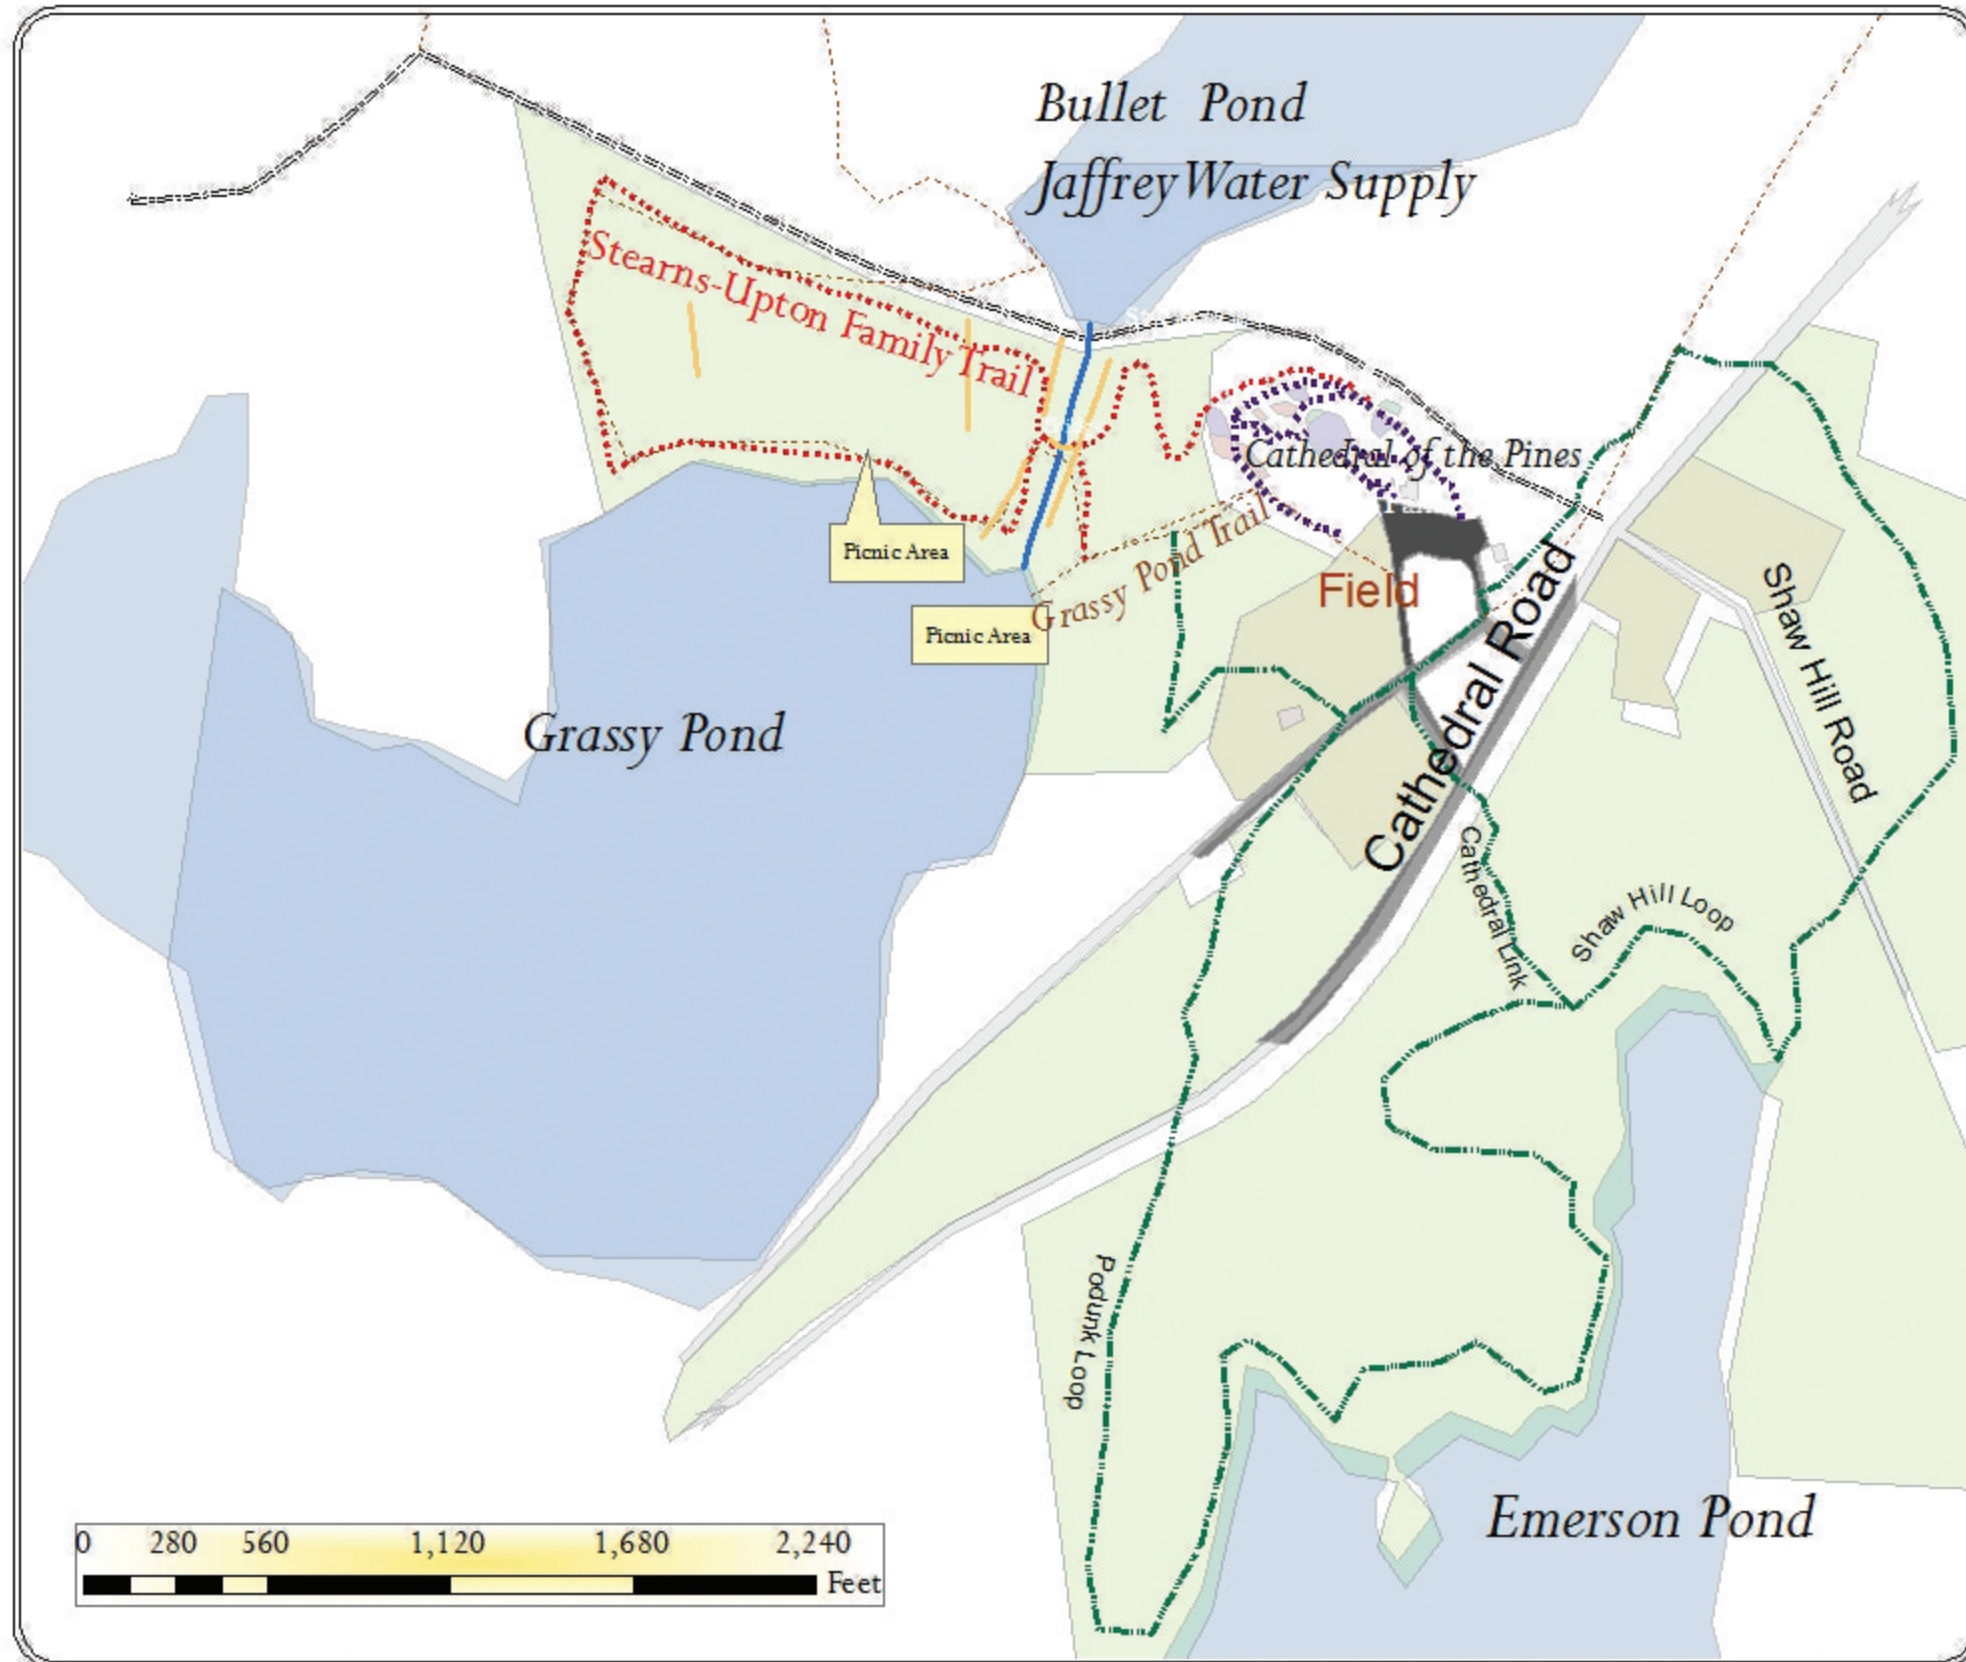 Bullet Pond
Jaffrey Water Supply
Stearns-Upton Family Trail
Cathedral of the Pines
Picnic Area
Picnic Area
Grassy Pond Trail
Field
Cathedral Road
Shaw Hill Road
Grassy Pond
Cathedral Link
Shaw Hill Loop
Podunk Loop
Emerson Pond
0 280 560 1,120 1,680 2,240
Feet